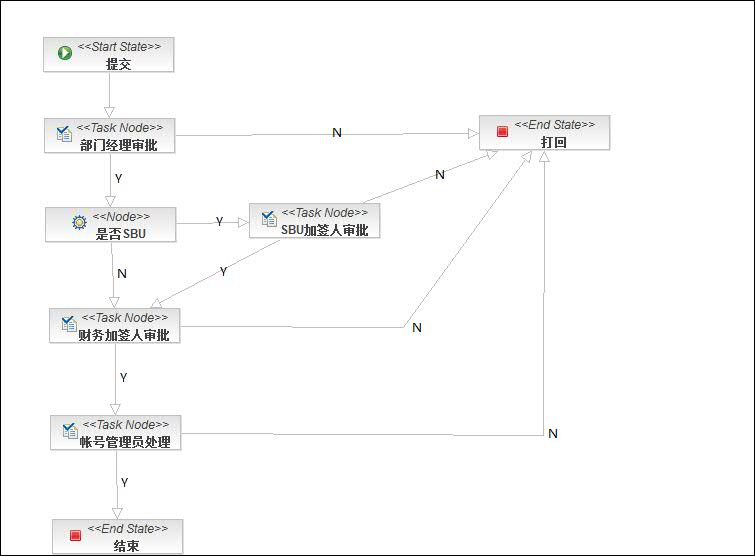 <<Start State>>
提交
<<Task Node>>
部门经理审批
N
<<End State>>
打回
Y
N
<<Node>>
是否SBU
Y
<<Task Node>>
SBU加签人审批
N
Y
<<Task Node>>
财务加签人审批
N
Y
<<Task Node>>
帐号管理员处理
N
Y
<<End State>>
结束